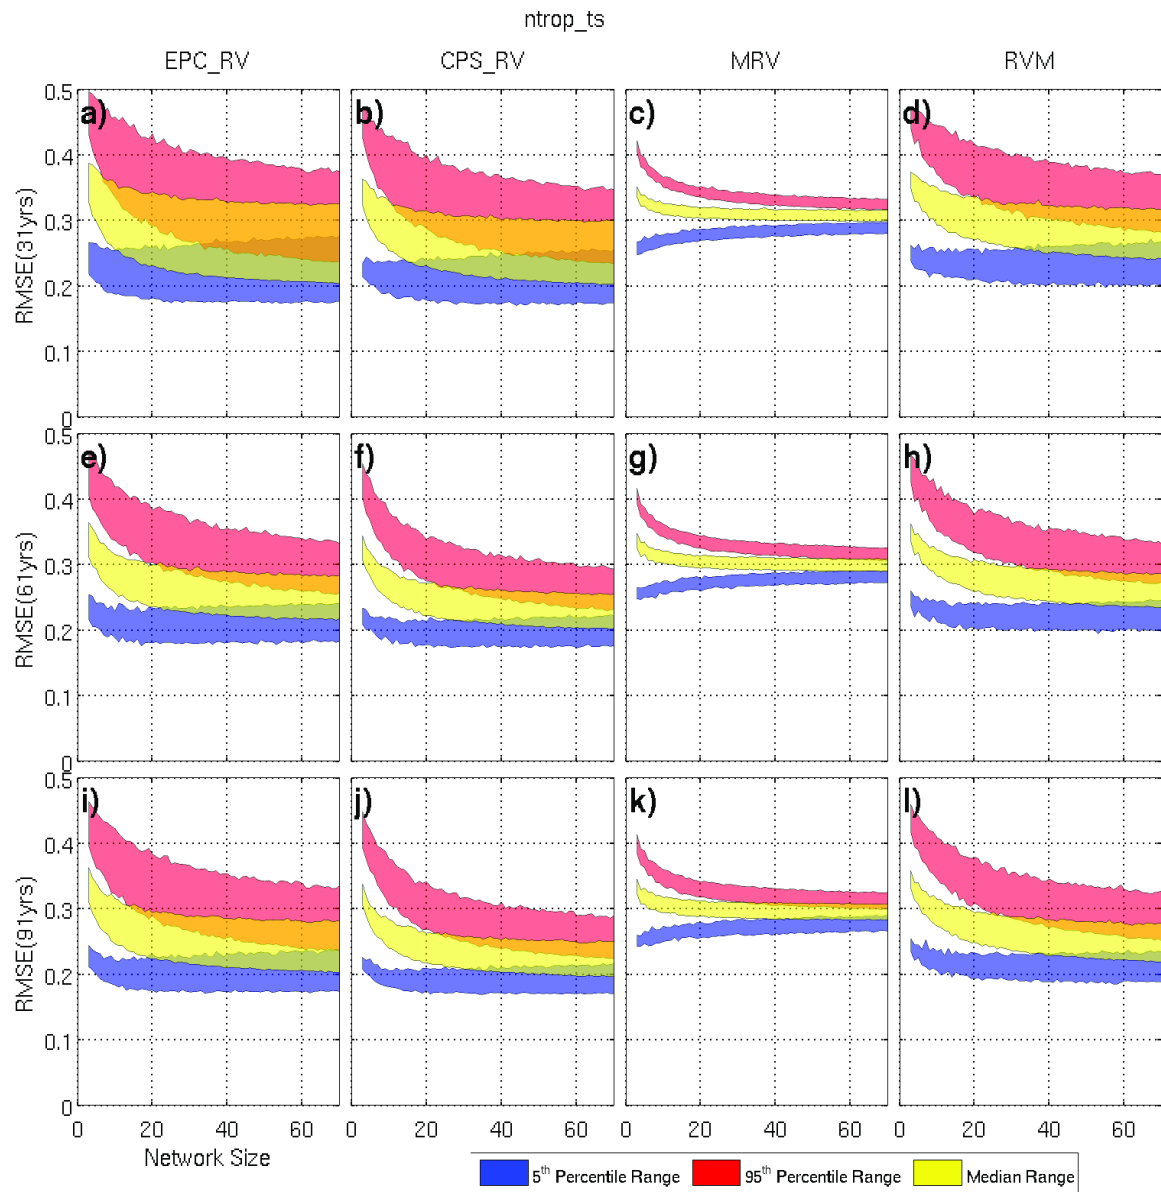 ntrop_ts
EPC_RV CPS_RV MRV RVM
a) b) c) d)
RMSE(31yrs)
0.5
0.4
0.3
0.2
0.1
0
e) f) g) h)
RMSE(61yrs)
0.5
0.4
0.3
0.2
0.1
0
i) j) k) l)
RMSE(91yrs)
0.5
0.4
0.3
0.2
0.1
0
0 20 40 60 0 20 40 60 0 20 40 60 0 20 40 60
Network Size
5th Percentile Range 95th Percentile Range Median Range